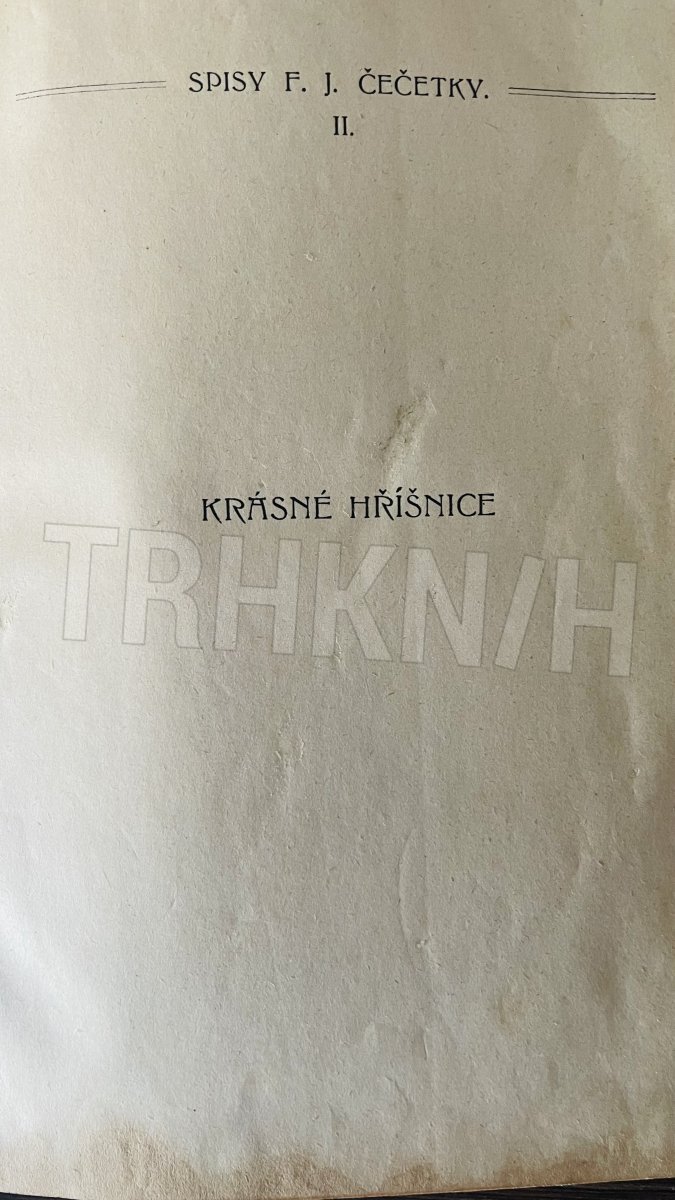 SPISY F. J. ČEČETKY.
II.
KRÁSNÉ HŘÍŠNICE
TRHKNIH